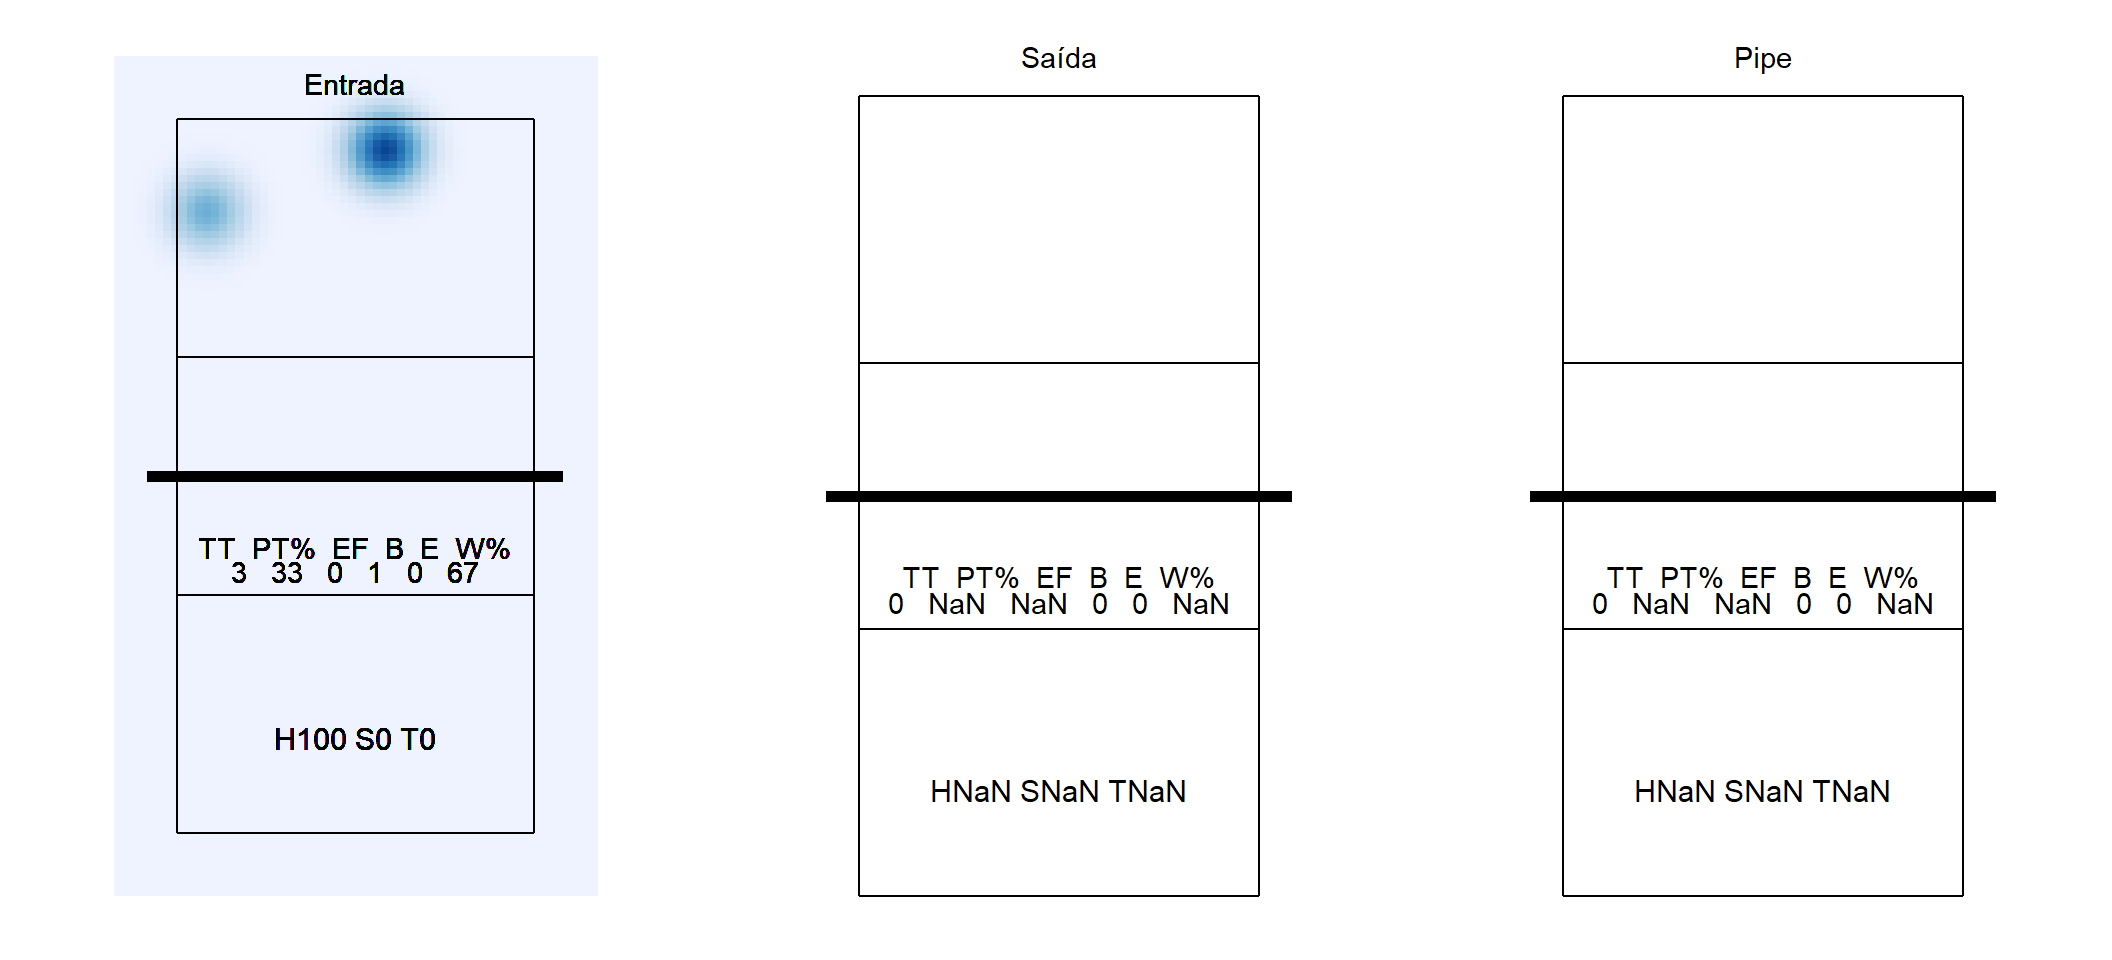 Entrada
TT PT% EF B E W%
3 33 0 1 0 67
H100 S0 T0
Saída
TT PT% EF B E W%
0 NaN NaN 0 0 NaN
HNaN SNaN TNaN
Pipe
TT PT% EF B E W%
0 NaN NaN 0 0 NaN
HNaN SNaN TNaN